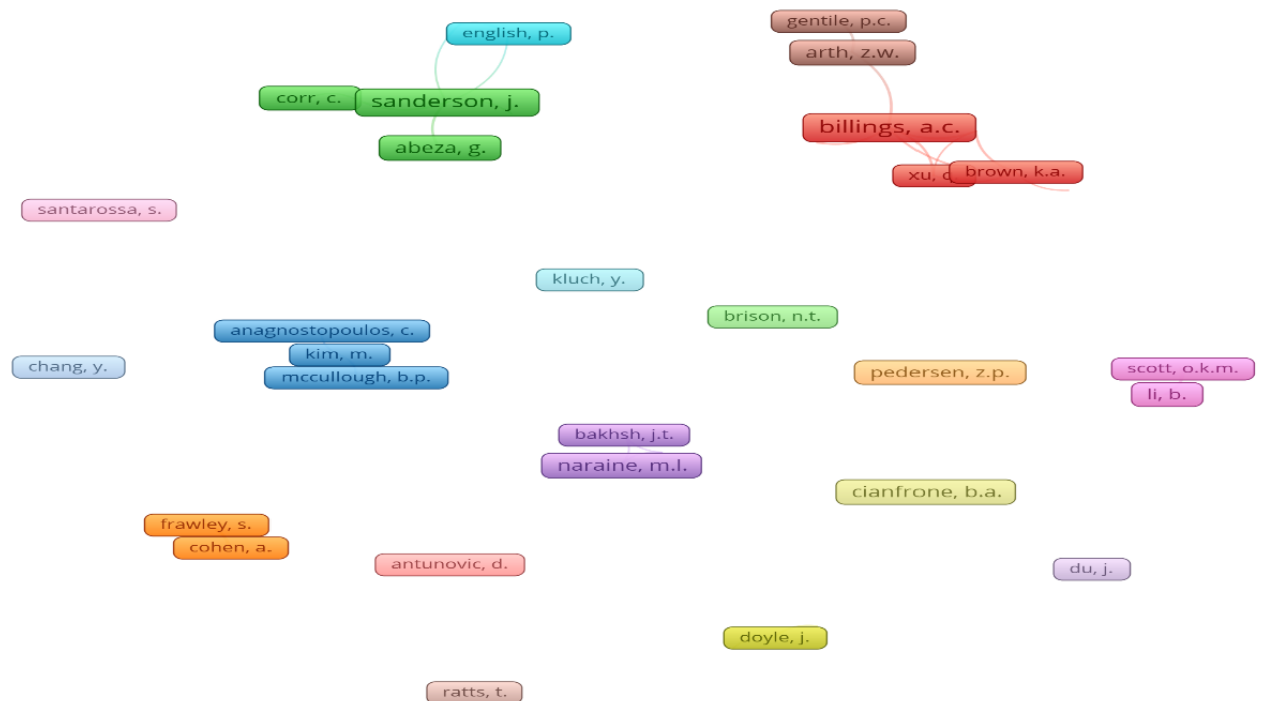 gentile, p.c.
english, p.
arth, z.w.
corr, c.
sanderson, j.
billings, a.c.
abeza, g.
xu,
brown, k.a.
santarossa, s.
kluch, y.
brison, n.t.
anagnostopoulos, c.
kim, m.
mccullough, b.p.
chang, y.
pedersen, z.p.
scott, o.k.m.
li, b.
bakhsh, j.t.
naraine, m.l.
cianfrone, b.a.
frawley, s.
cohen, a.
antunovic, d.
du, j.
doyle, j.
ratts, t.